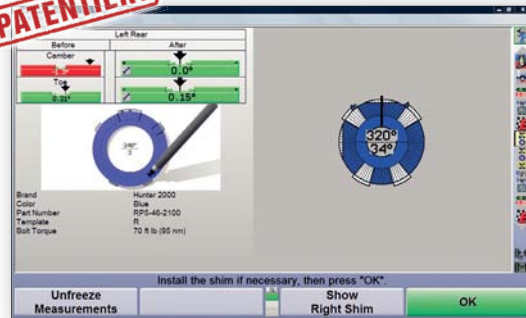 PATENTIERT
Left Rear
Before After
Camber
0.0°
Toe
0.21° 0.15°
320°
34°
Brand Hunter 2000
Color Blue
Part Number RPS-46-2100
Template R
Bolt Torque 70 ft lb (95 nm)
Install the shim if necessary, then press "OK".
Unfreeze
Measurements
Show
Right Shim
OK